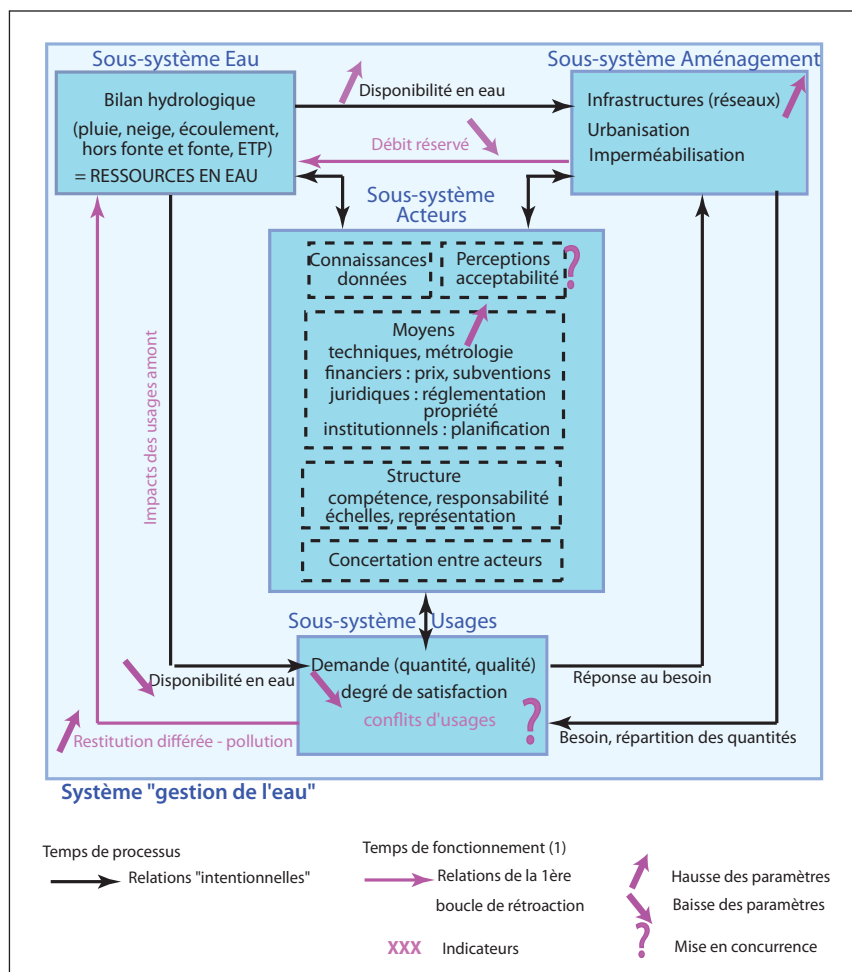 Sous-système Eau
Sous-système Aménagement
Bilan hydrologique
(pluie, neige, écoulement,
hors fonte et fonte, ETP)
= RESSOURCES EN EAU
Disponibilité en eau
Débit réservé
Infrastructures (réseaux)
Urbanisation
Imperméabilisation
Sous-système
Acteurs
Connaissances
données
Perceptions
acceptabilité
?
Moyens
techniques, métrologie
financiers : prix, subventions
juridiques : réglementation
propriété
institutionnels : planification
Structure
compétence, responsabilité
échelles, représentation
Concertation entre acteurs
Impacts des usages amont
Sous-système Usages
Demande (quantité, qualité)
degré de satisfaction
conflits d'usages
?
Disponibilité en eau
Restitution différée - pollution
Réponse au besoin
Besoin, répartition des quantités
Système "gestion de l'eau"
Temps de processus
Relations "intentionnelles"
Temps de fonctionnement (1)
Relations de la 1ère
boucle de rétroaction
XXX Indicateurs
Hausse des paramètres
Baisse des paramètres
? Mise en concurrence